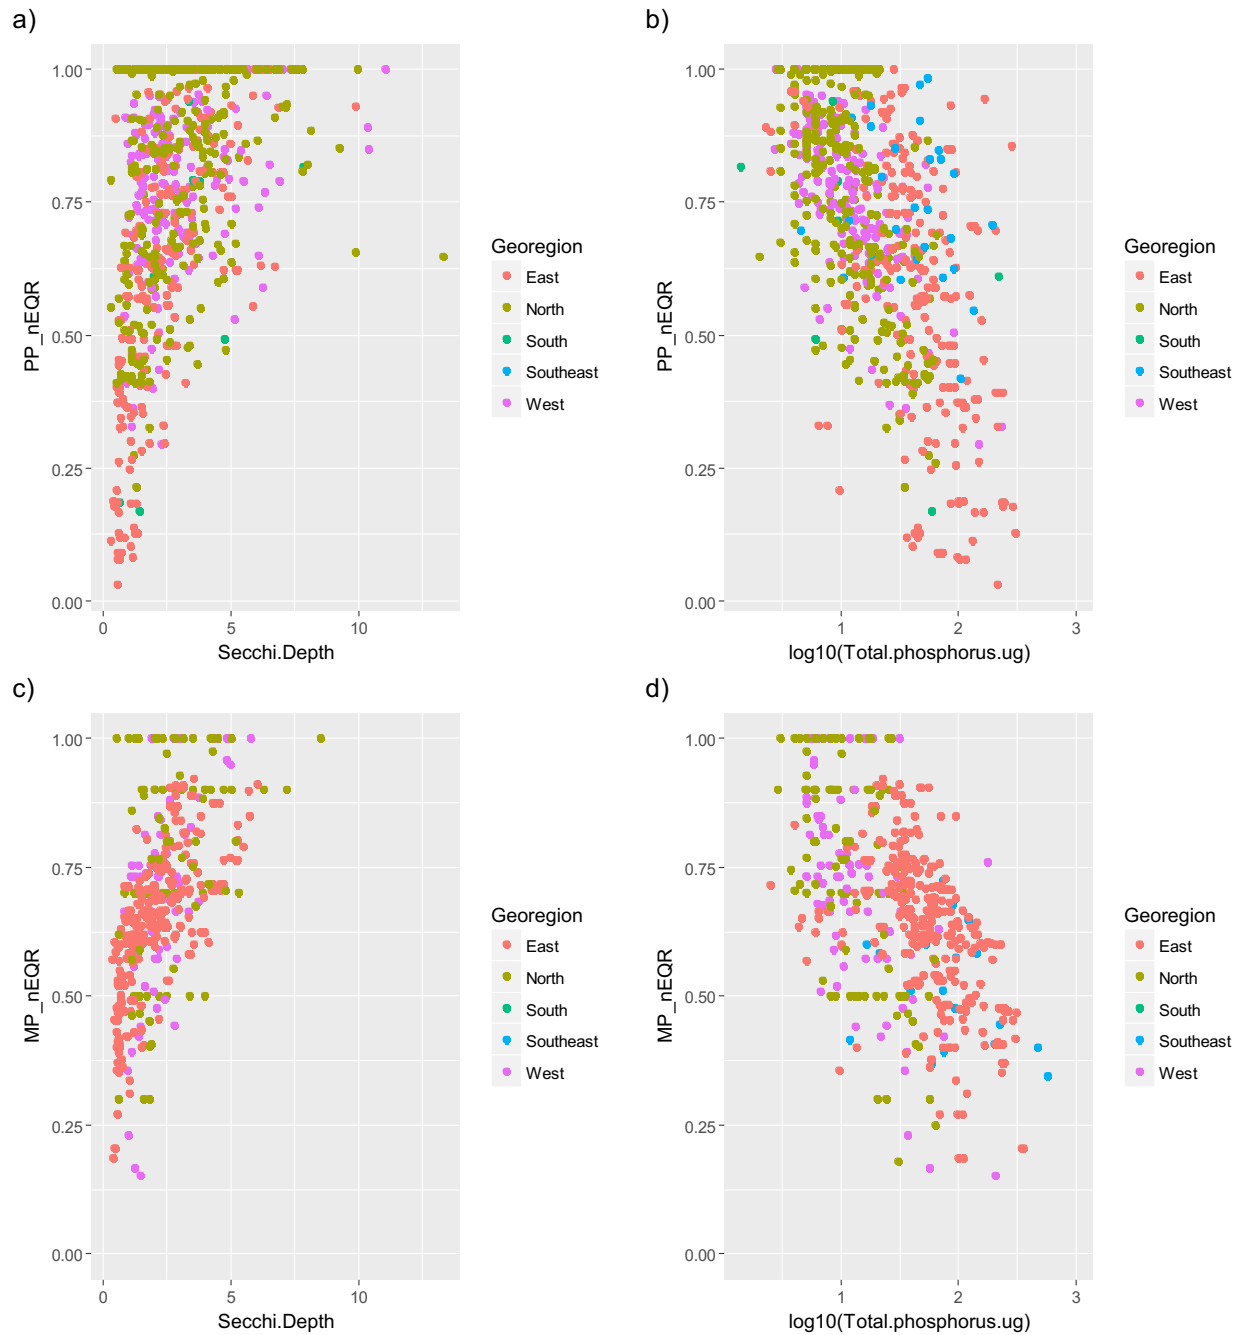 a)
1.00
0.75
0.50
0.25
0.00
PP_nEQR
0
5
10
Secchi.Depth
Georegion
East
North
South
Southeast
West
b)
1.00
0.75
0.50
0.25
0.00
PP_nEQR
1
2
3
log10(Total.phosphorus.ug)
Georegion
East
North
South
Southeast
West
c)
1.00
0.75
0.50
0.25
0.00
MP_nEQR
0
5
10
Secchi.Depth
Georegion
East
North
South
Southeast
West
d)
1.00
0.75
0.50
0.25
0.00
MP_nEQR
1
2
3
log10(Total.phosphorus.ug)
Georegion
East
North
South
Southeast
West